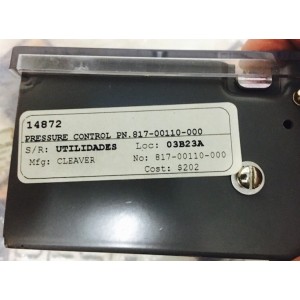 14872
PRESSURE CONTROL PN.817-00110-000
S/R: UTILIDADES Loc: 03B23A
Mfg: CLEAVER No: 817-00110-000
Cost: $202